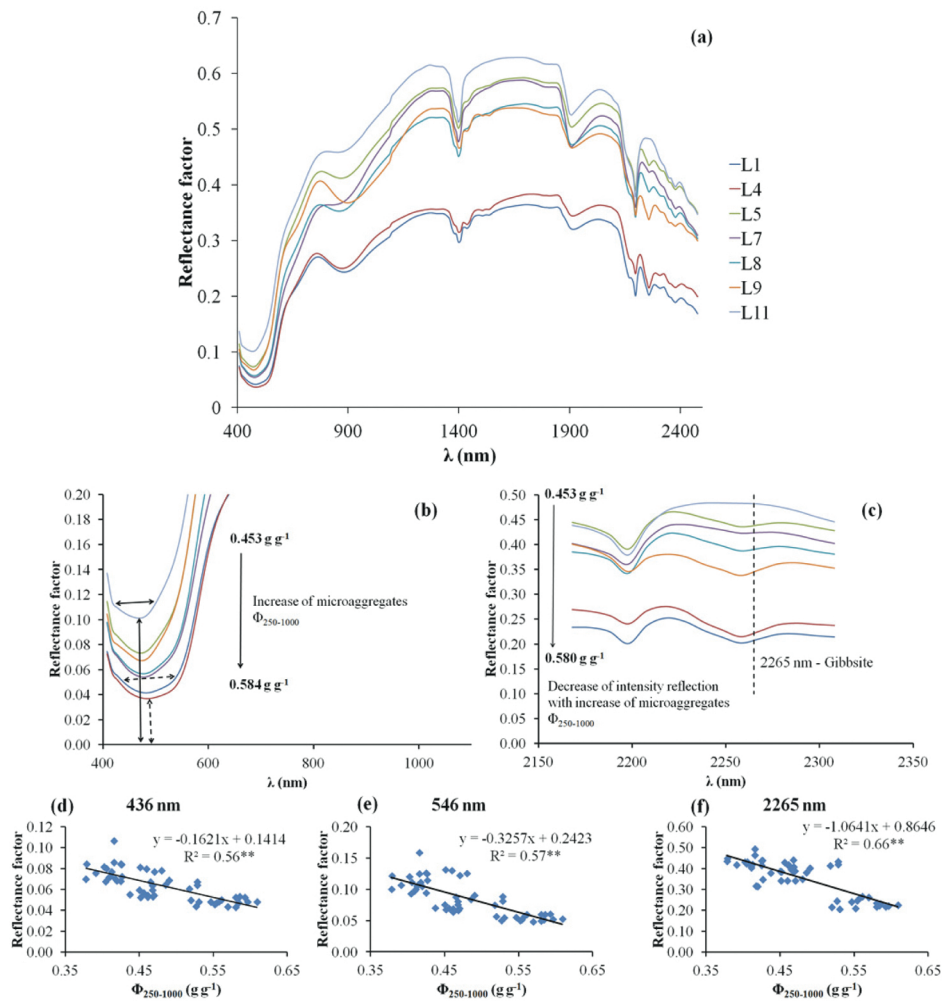 (a)
0.7
0.6
0.5
0.4
0.3
0.2
0.1
0
Reflectance factor
400 900 1400 1900 2400
λ (nm)
L1
L4
L5
L7
L8
L9
L11
(b)
0.20
0.18
0.16
0.14
0.12
0.10
0.08
0.06
0.04
0.02
0.00
Reflectance factor
400 600 800 1000
λ (nm)
0.453 g g⁻¹
Increase of microaggregates
Φ250-1000
0.584 g g⁻¹
(c)
0.50
0.45
0.40
0.35
0.30
0.25
0.20
0.15
0.10
0.05
0.00
Reflectance factor
2150 2200 2250 2300 2350
λ (nm)
0.453 g g⁻¹
0.580 g g⁻¹
Decrease of intensity reflection
with increase of microaggregates
Φ250-1000
2265 nm - Gibbsite
(d) 436 nm
y = -0.1621x + 0.1414
R² = 0.56**
0.12
0.10
0.08
0.06
0.04
0.02
0.00
Reflectance factor
0.35 0.45 0.55 0.65
Φ250-1000 (g g⁻¹)
(e) 546 nm
y = -0.3257x + 0.2423
R² = 0.57**
0.20
0.15
0.10
0.05
0.00
Reflectance factor
0.35 0.45 0.55 0.65
Φ250-1000 (g g⁻¹)
(f) 2265 nm
y = -1.0641x + 0.8646
R² = 0.66**
0.60
0.50
0.40
0.30
0.20
0.10
0.00
Reflectance factor
0.35 0.45 0.55 0.65
Φ250-1000 (g g⁻¹)